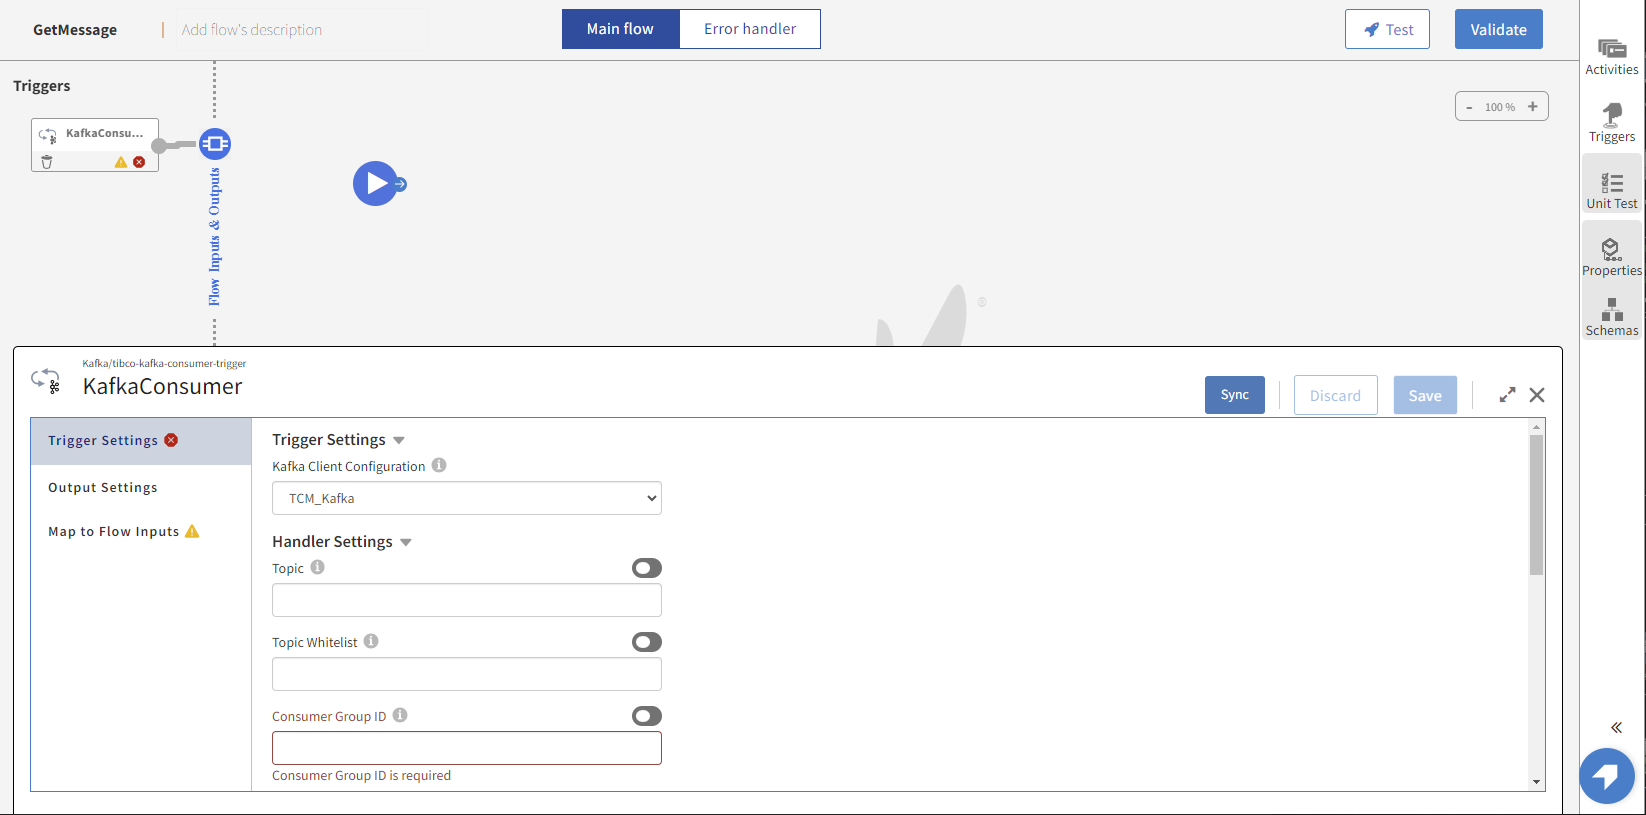 GetMessage
Add flow's description
Main flow
Error handler
Test
Validate
Activities
Triggers
Unit Test
Properties
Schemas
Triggers
- 100 % +
KafkaConsu...
Flow Inputs & Outputs
®
Kafka/tibco-kafka-consumer-trigger
KafkaConsumer
Sync
Discard
Save
Trigger Settings
Output Settings
Map to Flow Inputs
Trigger Settings
Kafka Client Configuration
TCM_Kafka
Handler Settings
Topic
Topic Whitelist
Consumer Group ID
Consumer Group ID is required